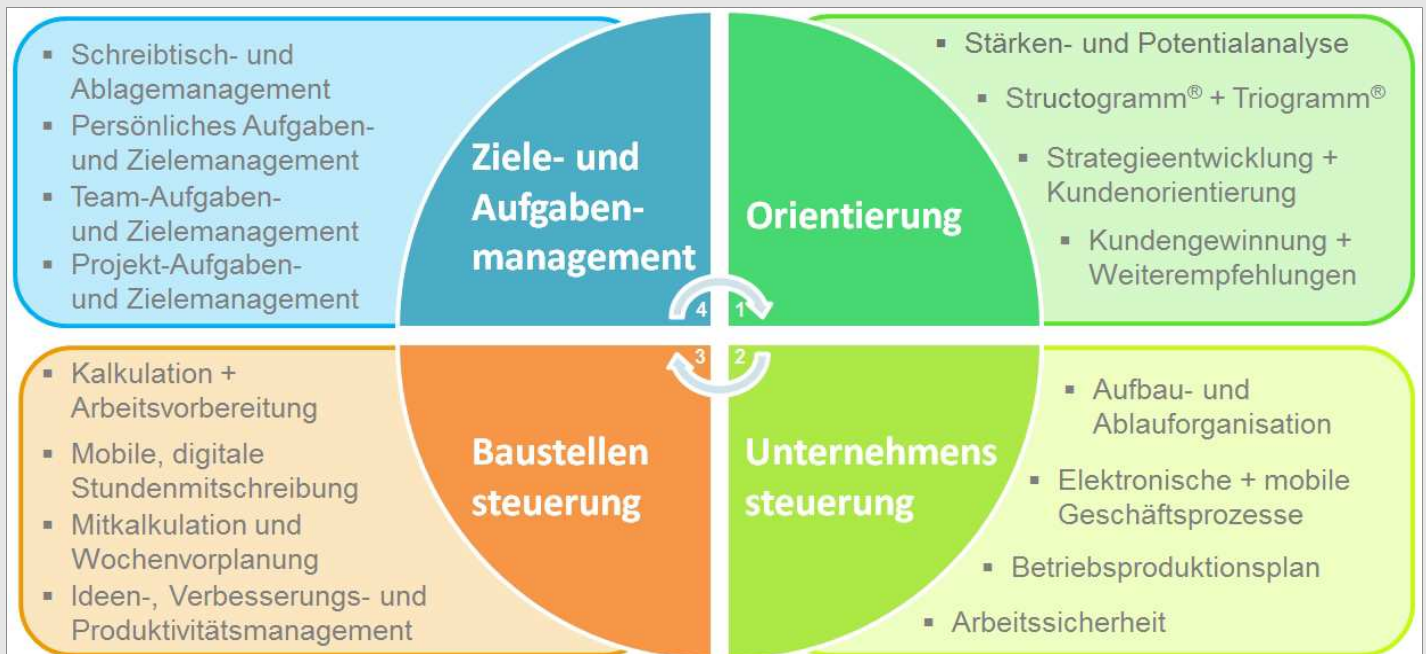 ▪ Schreibtisch- und
Ablagemanagement
▪ Persönliches Aufgaben-
und Zielemanagement
▪ Team-Aufgaben-
und Zielemanagement
▪ Projekt-Aufgaben-
und Zielemanagement
Ziele- und
Aufgaben-
management
4
Orientierung
1
▪ Stärken- und Potentialanalyse
▪ Structogramm® + Triogramm®
▪ Strategieentwicklung +
Kundenorientierung
▪ Kundengewinnung +
Weiterempfehlungen
▪ Kalkulation +
Arbeitsvorbereitung
▪ Mobile, digitale
Stundenmitschreibung
▪ Mitkalkulation und
Wochenvorplanung
▪ Ideen-, Verbesserungs- und
Produktivitätsmanagement
3
Baustellen
steuerung
2
Unternehmens
steuerung
▪ Aufbau- und
Ablauforganisation
▪ Elektronische + mobile
Geschäftsprozesse
▪ Betriebsproduktionsplan
▪ Arbeitssicherheit